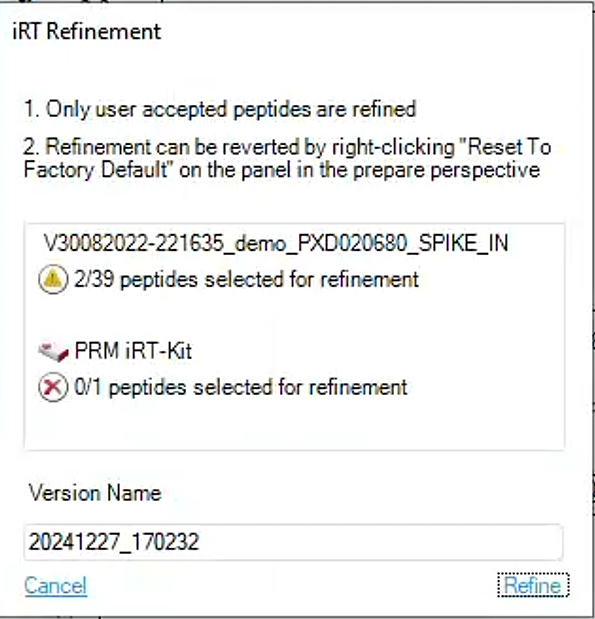 iRT Refinement
1. Only user accepted peptides are refined
2. Refinement can be reverted by right-clicking "Reset To
Factory Default" on the panel in the prepare perspective
V30082022-221635_demo_PXD020680_SPIKE_IN
2/39 peptides selected for refinement
PRM iRT-Kit
0/1 peptides selected for refinement
Version Name
20241227_170232
Cancel
Refine